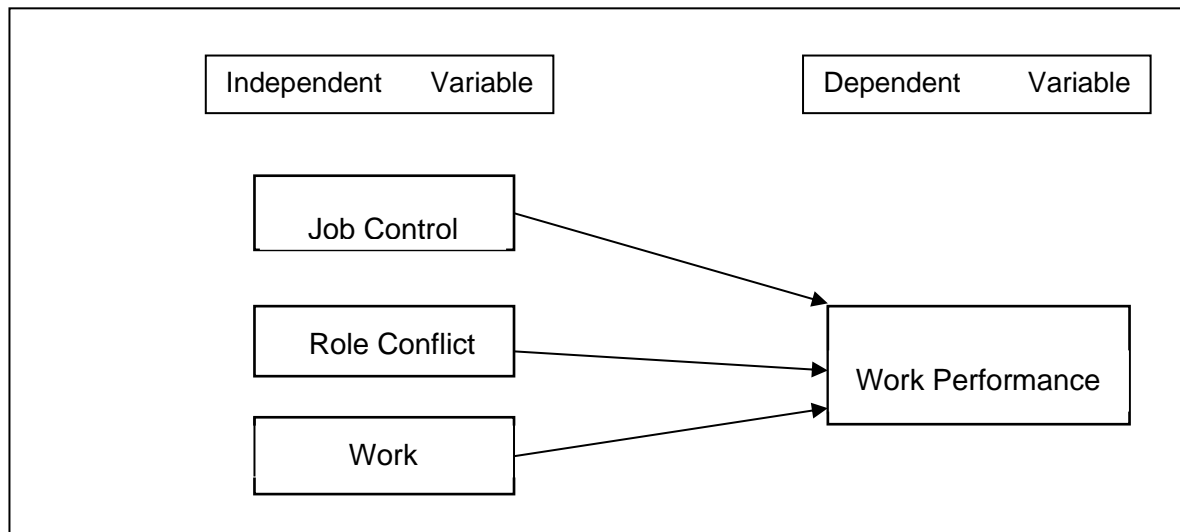 Independent Variable
Dependent Variable
Job Control
Role Conflict
Work Performance
Work